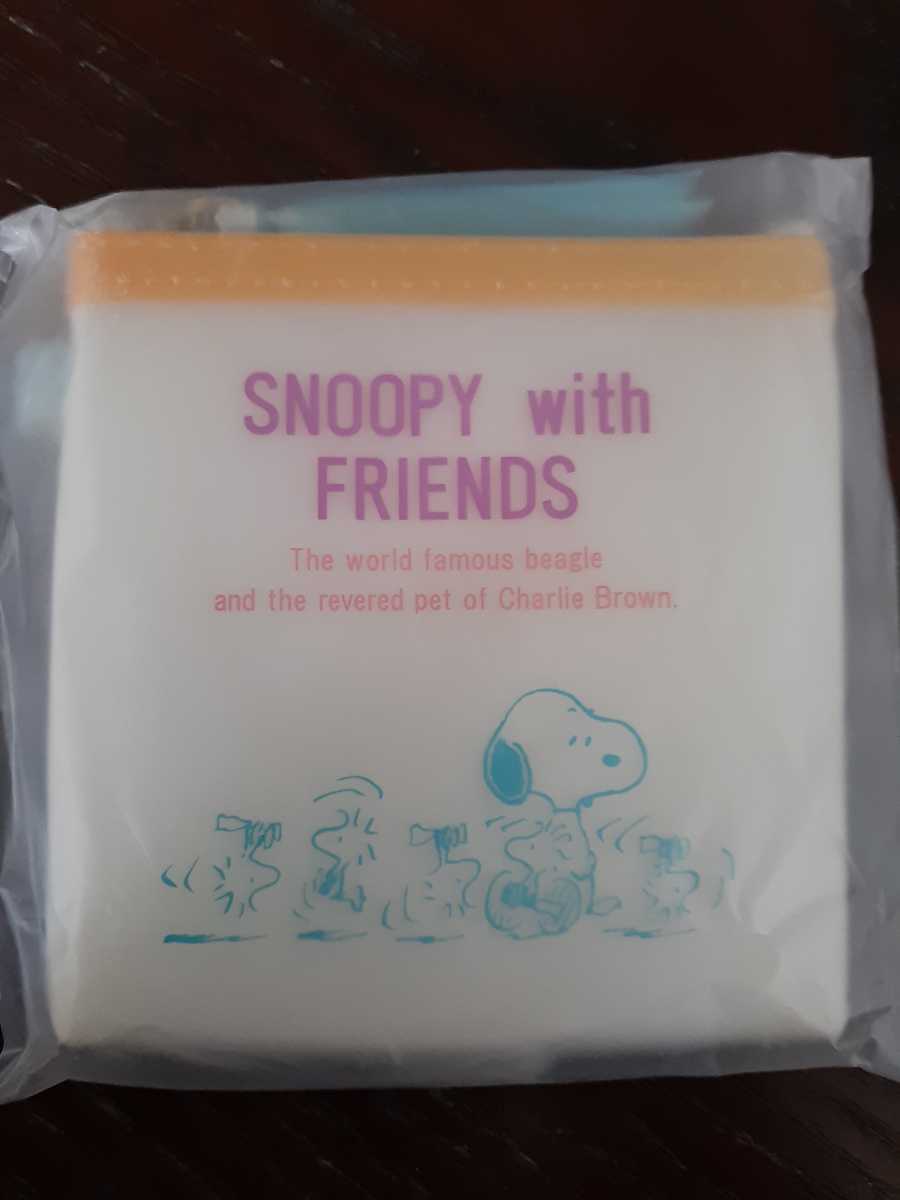 SNOOPY with
FRIENDS
The world famous beagle
and the revered pet of Charlie Brown.